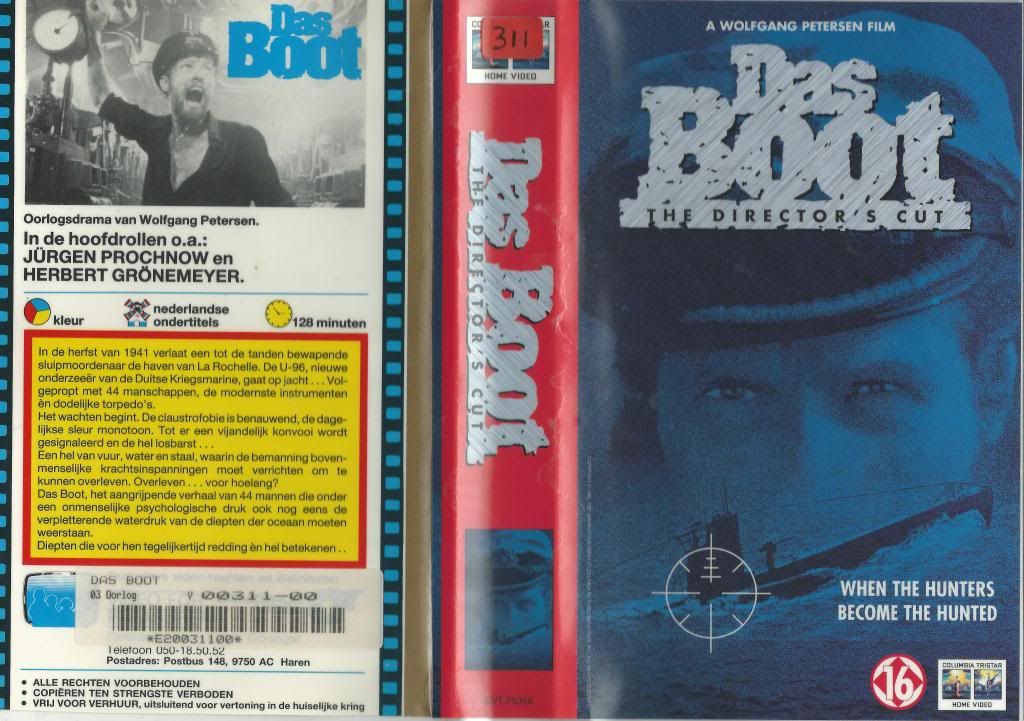 Das
Boot
Oorlogsdrama van Wolfgang Petersen.
In de hoofdrollen o.a.:
JÜRGEN PROCHNOW en
HERBERT GRÖNEMEYER.
kleur
nederlandse
ondertitels
128 minuten
In de herfst van 1941 verlaat een tot de tanden bewapende
sluipmoordenaar de haven van La Rochelle. De U-96, nieuwe
onderzeeër van de Duitse Kriegsmarine, gaat op jacht . . . Vol-
gepropt met 44 manschappen, de modernste instrumenten
èn dodelijke torpedo's.
Het wachten begint. De claustrofobie is benauwend, de dage-
lijkse sleur monotoon. Tot er een vijandelijk konvooi wordt
gesignaleerd en de hel losbarst . . .
Een hel van vuur, water en staal, waarin de bemanning boven-
menselijke krachtsinspanningen moet verrichten om te
kunnen overleven. Overleven . . . voor hoelang?
Das Boot, het aangrijpende verhaal van 44 mannen die onder
een onmenselijke psychologische druk ook nog eens de
verpletterende waterdruk van de diepten der oceaan moeten
weerstaan.
Diepten die voor hen tegelijkertijd redding èn hel betekenen . .
video-rechten en distributie:
DAS BOOT
03 Oorlog V 00311-00
*E20031100*
Telefoon 050-18.50.52
Postadres: Postbus 148, 9750 AC Haren
• ALLE RECHTEN VOORBEHOUDEN
• COPIËREN TEN STRENGSTE VERBODEN
• VRIJ VOOR VERHUUR, uitsluitend voor vertoning in de huiselijke kring
311
HOME VIDEO
Das Boot
THE DIRECTOR'S CUT
CVT 25358
A WOLFGANG PETERSEN FILM
Das
Boot
THE DIRECTOR'S CUT
WHEN THE HUNTERS
BECOME THE HUNTED
16
COLUMBIA TRISTAR
HOME VIDEO